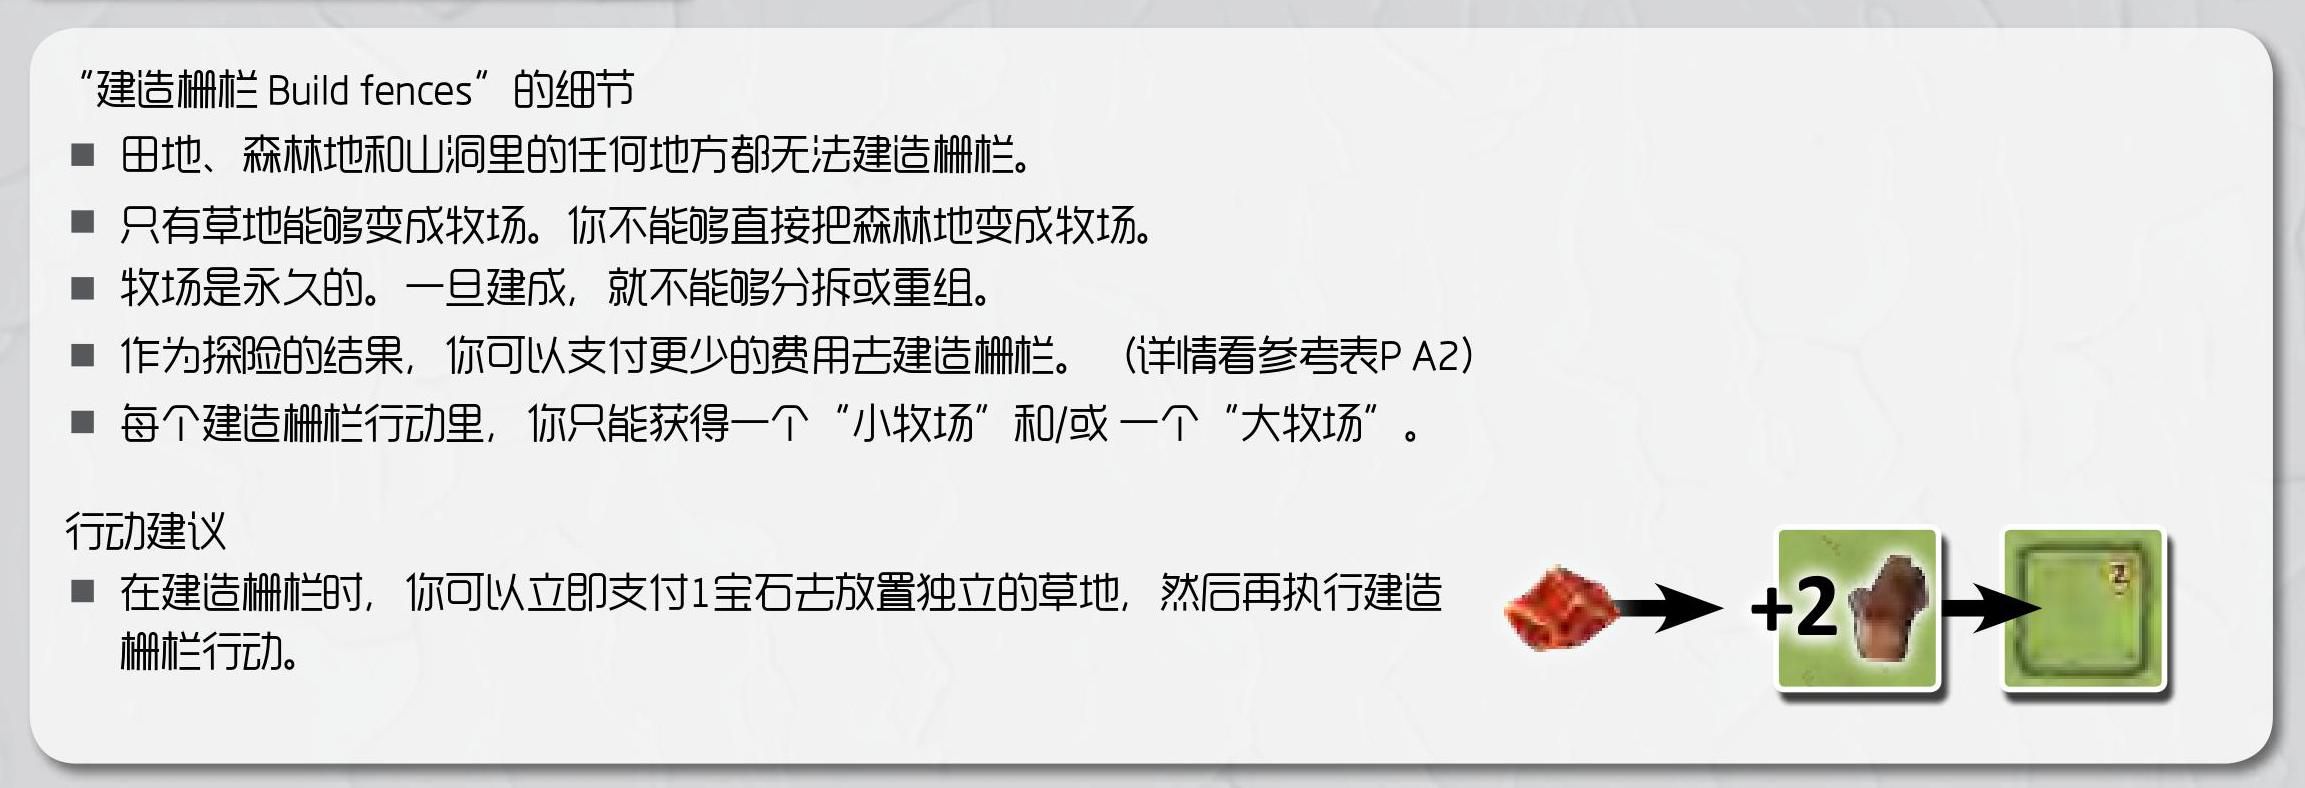 “建造栅栏 Build fences”的细节
■ 田地、森林地和山洞里的任何地方都无法建造栅栏。
■ 只有草地能够变成牧场。你不能够直接把森林地变成牧场。
■ 牧场是永久的。一旦建成，就不能够分拆或重组。
■ 作为探险的结果，你可以支付更少的费用去建造栅栏。（详情看参考表P A2）
■ 每个建造栅栏行动里，你只能获得一个“小牧场”和/或 一个“大牧场”。
行动建议
■ 在建造栅栏时，你可以立即支付1宝石去放置独立的草地，然后再执行建造
栅栏行动。
+2
2